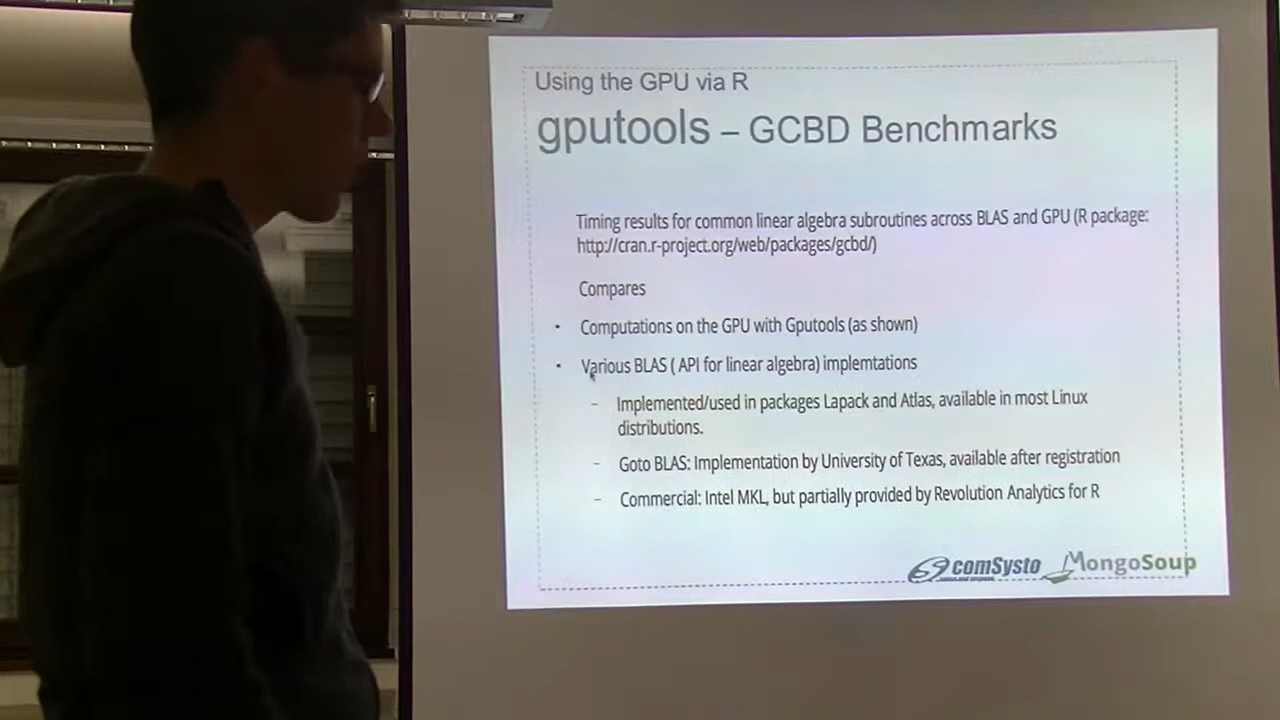 Using the GPU via R
gputools – GCBD Benchmarks
Timing results for common linear algebra subroutines across BLAS and GPU (R package:
http://cran.r-project.org/web/packages/gcbd/)
Compares
• Computations on the GPU with Gputools (as shown)
• Various BLAS ( API for linear algebra) implemtations
– Implemented/used in packages Lapack and Atlas, available in most Linux
distributions.
– Goto BLAS: Implementation by University of Texas, available after registration
– Commercial: Intel MKL, but partially provided by Revolution Analytics for R
comSysto MongoSoup